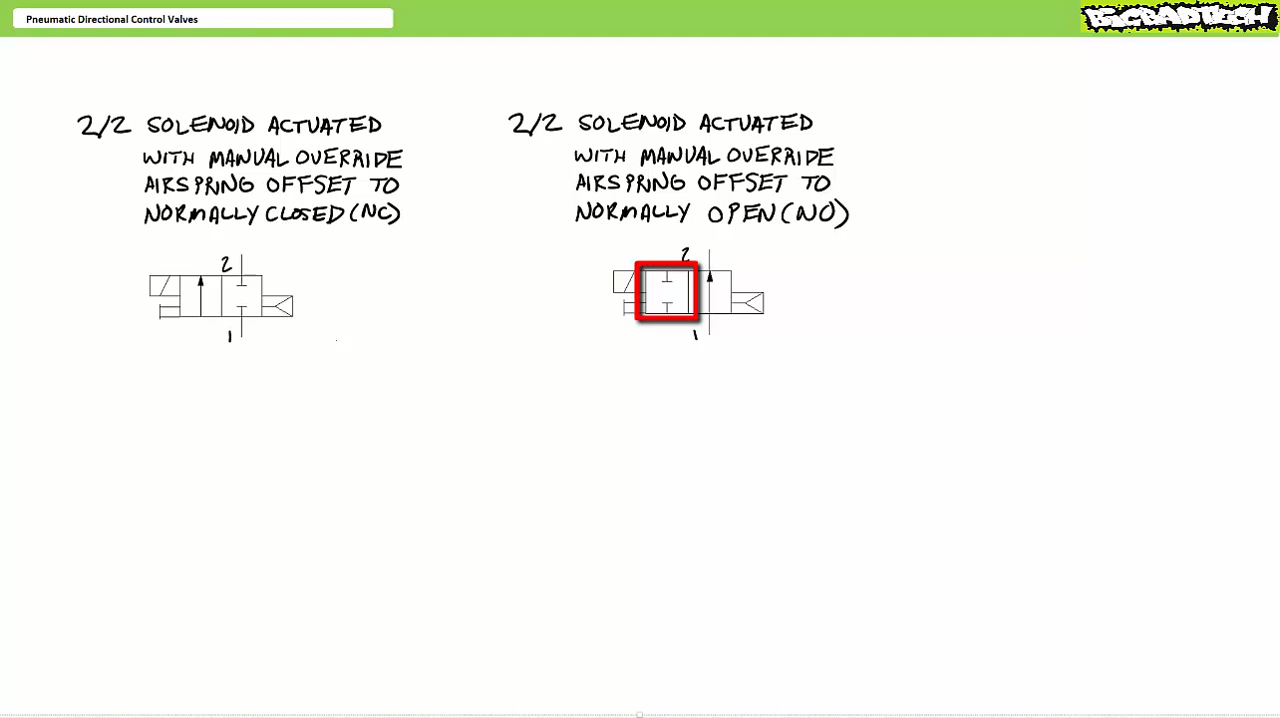 Pneumatic Directional Control Valves
BIGBADTECH
2/2 SOLENOID ACTUATED
WITH MANUAL OVERRIDE
AIRSPRING OFFSET TO
NORMALLY CLOSED (NC)
2
1
2/2 SOLENOID ACTUATED
WITH MANUAL OVERRIDE
AIRSPRING OFFSET TO
NORMALLY OPEN (NO)
2
1